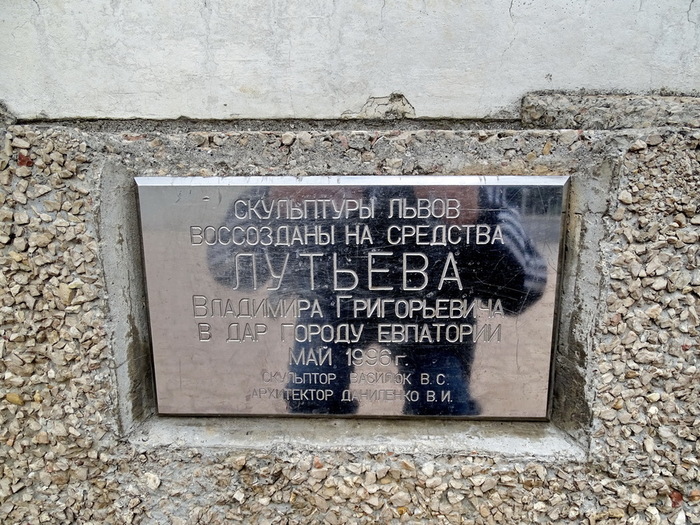 СКУЛЬПТУРЫ ЛЬВОВ
ВОССОЗДАНЫ НА СРЕДСТВА
ЛУТЬЕВА
ВЛАДИМИРА ГРИГОРЬЕВИЧА
В ДАР ГОРОДУ ЕВПАТОРИИ
МАЙ 1996 г.
СКУЛЬПТОР ВАСИЛЮК В.С.
АРХИТЕКТОР ДАНИЛЕНКО В.И.